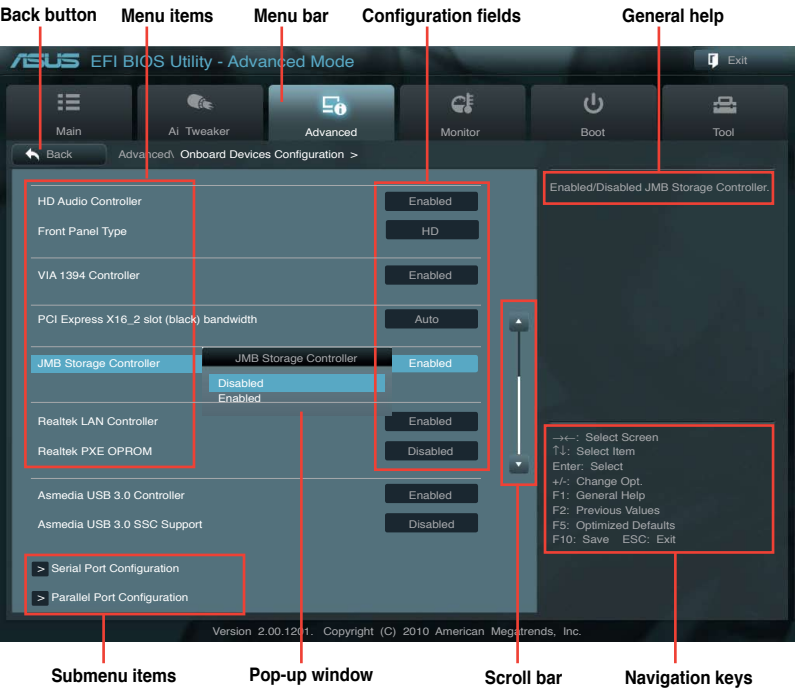 Back button Menu items Menu bar Configuration fields General help
ASUS EFI BIOS Utility - Advanced Mode Exit
Main Ai Tweaker Advanced Monitor Boot Tool
Back Advanced\ Onboard Devices Configuration >
Enabled/Disabled JMB Storage Controller.
HD Audio Controller Enabled
Front Panel Type HD
VIA 1394 Controller Enabled
PCI Express X16_2 slot (black) bandwidth Auto
JMB Storage Controller Enabled
JMB Storage Controller
Disabled
Enabled
Realtek LAN Controller Enabled
Realtek PXE OPROM Disabled
Asmedia USB 3.0 Controller Enabled
Asmedia USB 3.0 SSC Support Disabled
> Serial Port Configuration
> Parallel Port Configuration
→←: Select Screen
↑↓: Select Item
Enter: Select
+/-: Change Opt.
F1: General Help
F2: Previous Values
F5: Optimized Defaults
F10: Save ESC: Exit
Version 2.00.1201. Copyright (C) 2010 American Megatrends, Inc.
Submenu items Pop-up window Scroll bar Navigation keys